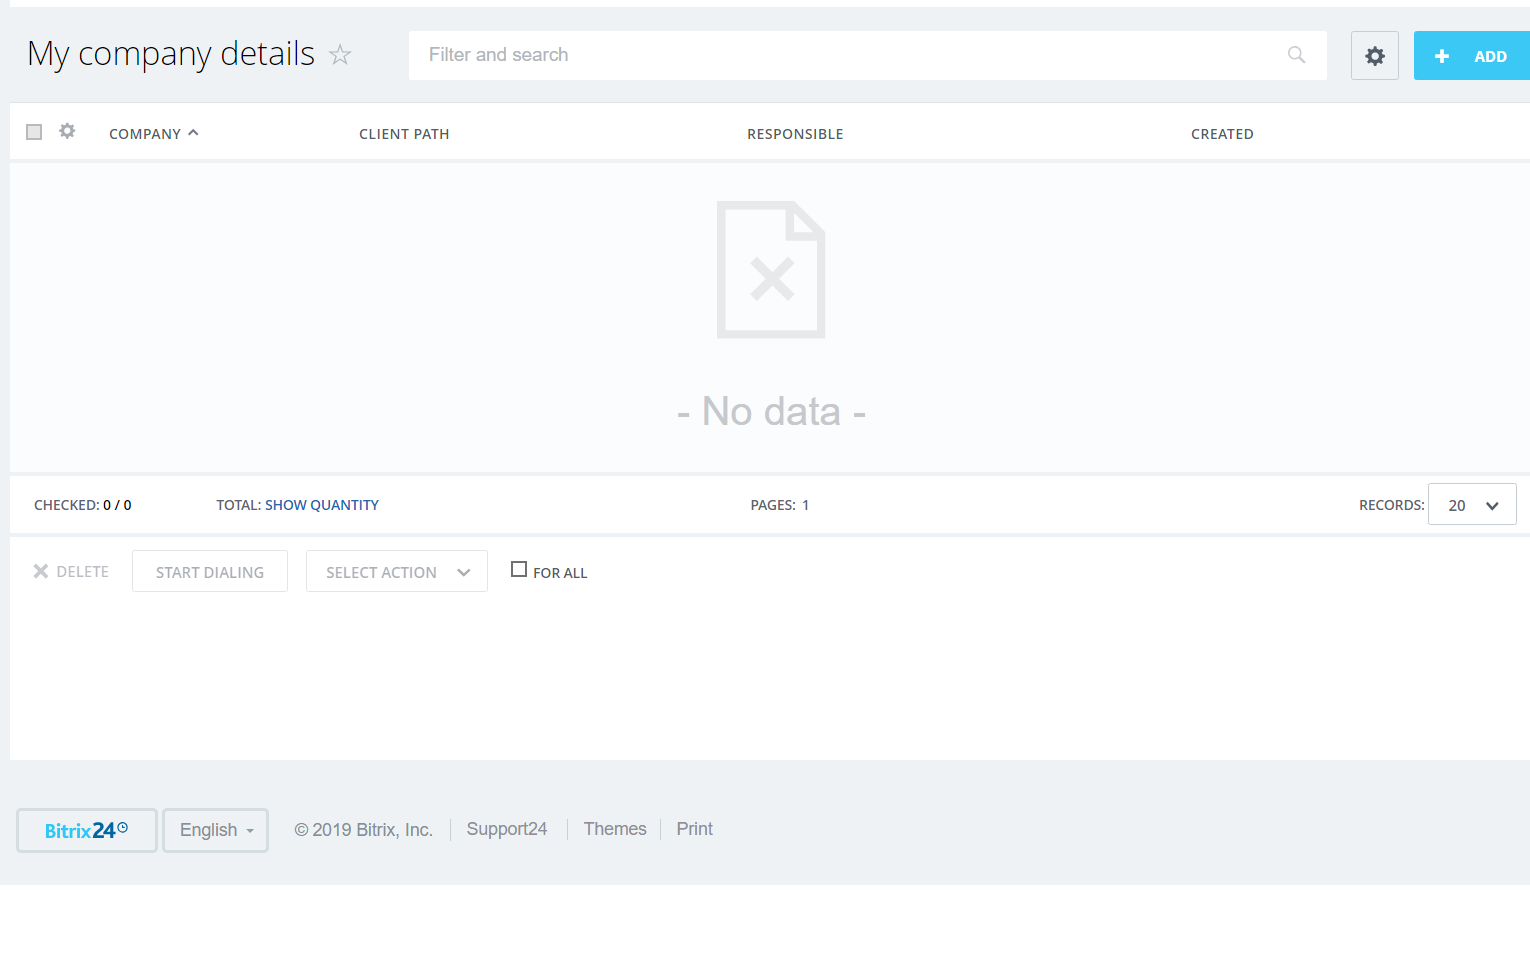 My company details
Filter and search
ADD
COMPANY
CLIENT PATH
RESPONSIBLE
CREATED
- No data -
CHECKED: 0 / 0
TOTAL: SHOW QUANTITY
PAGES: 1
RECORDS: 20
DELETE
START DIALING
SELECT ACTION
FOR ALL
Bitrix24
English
© 2019 Bitrix, Inc.
Support24
Themes
Print